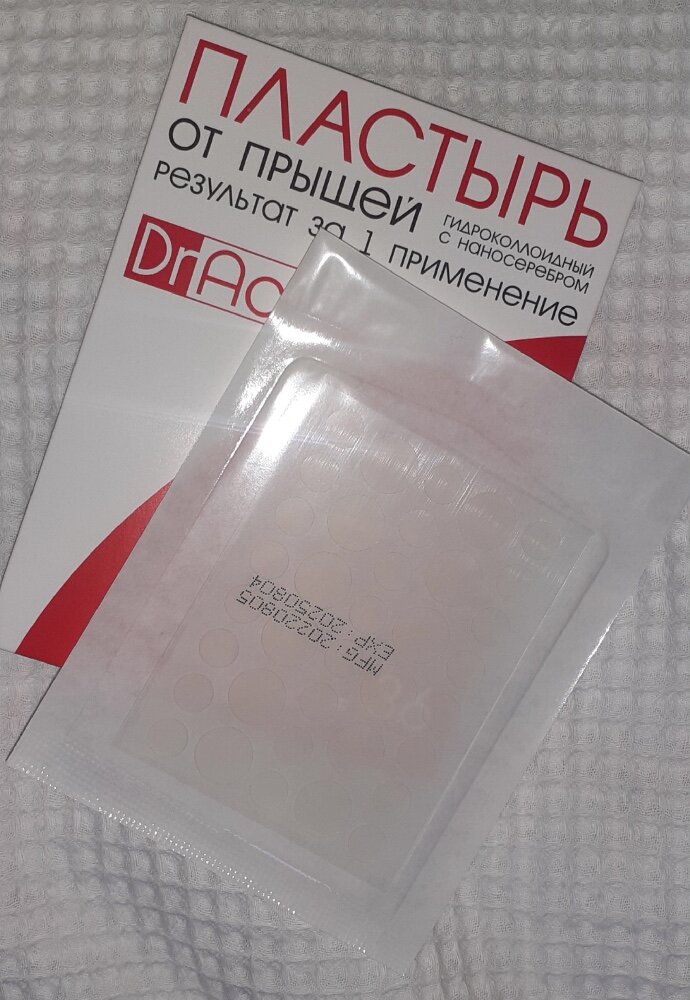 ПЛАСТЫРЬ
ОТ ПРЫЩЕЙ
ГИДРОКОЛЛОИДНЫЙ
С НАНОСЕРЕБРОМ
РЕЗУЛЬТАТ ЗА 1 ПРИМЕНЕНИЕ
MFG:20220805
EXP:20250804